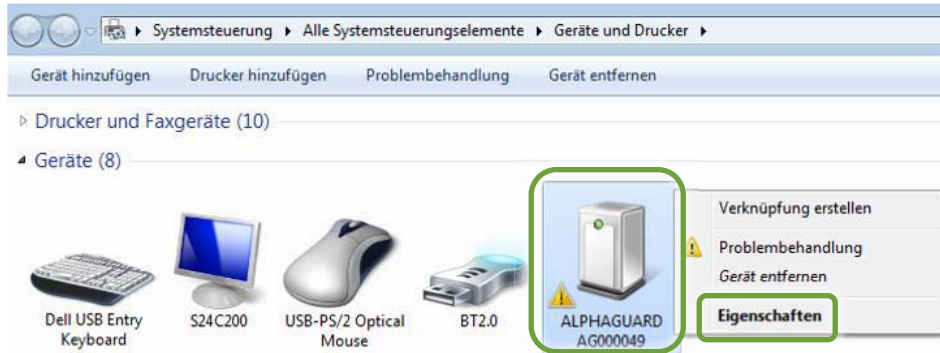 Systemsteuerung Alle Systemsteuerungselemente Geräte und Drucker
Gerät hinzufügen Drucker hinzufügen Problembehandlung Gerät entfernen
Drucker und Faxgeräte (10)
Geräte (8)
Dell USB Entry
Keyboard
S24C200
USB-PS/2 Optical
Mouse
BT2.0
ALPHAGUARD
AG000049
Verknüpfung erstellen
Problembehandlung
Gerät entfernen
Eigenschaften